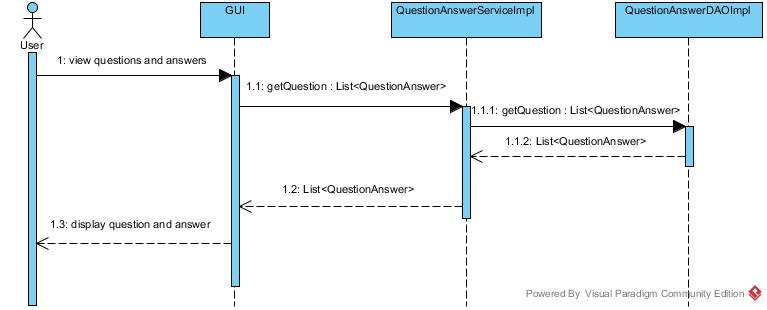 GUI
QuestionAnswerServiceImpl
QuestionAnswerDAOImpl
User
1: view questions and answers
1.1: getQuestion : List<QuestionAnswer>
1.1.1: getQuestion : List<QuestionAnswer>
1.1.2: List<QuestionAnswer>
1.2: List<QuestionAnswer>
1.3: display question and answer
Powered By Visual Paradigm Community Edition